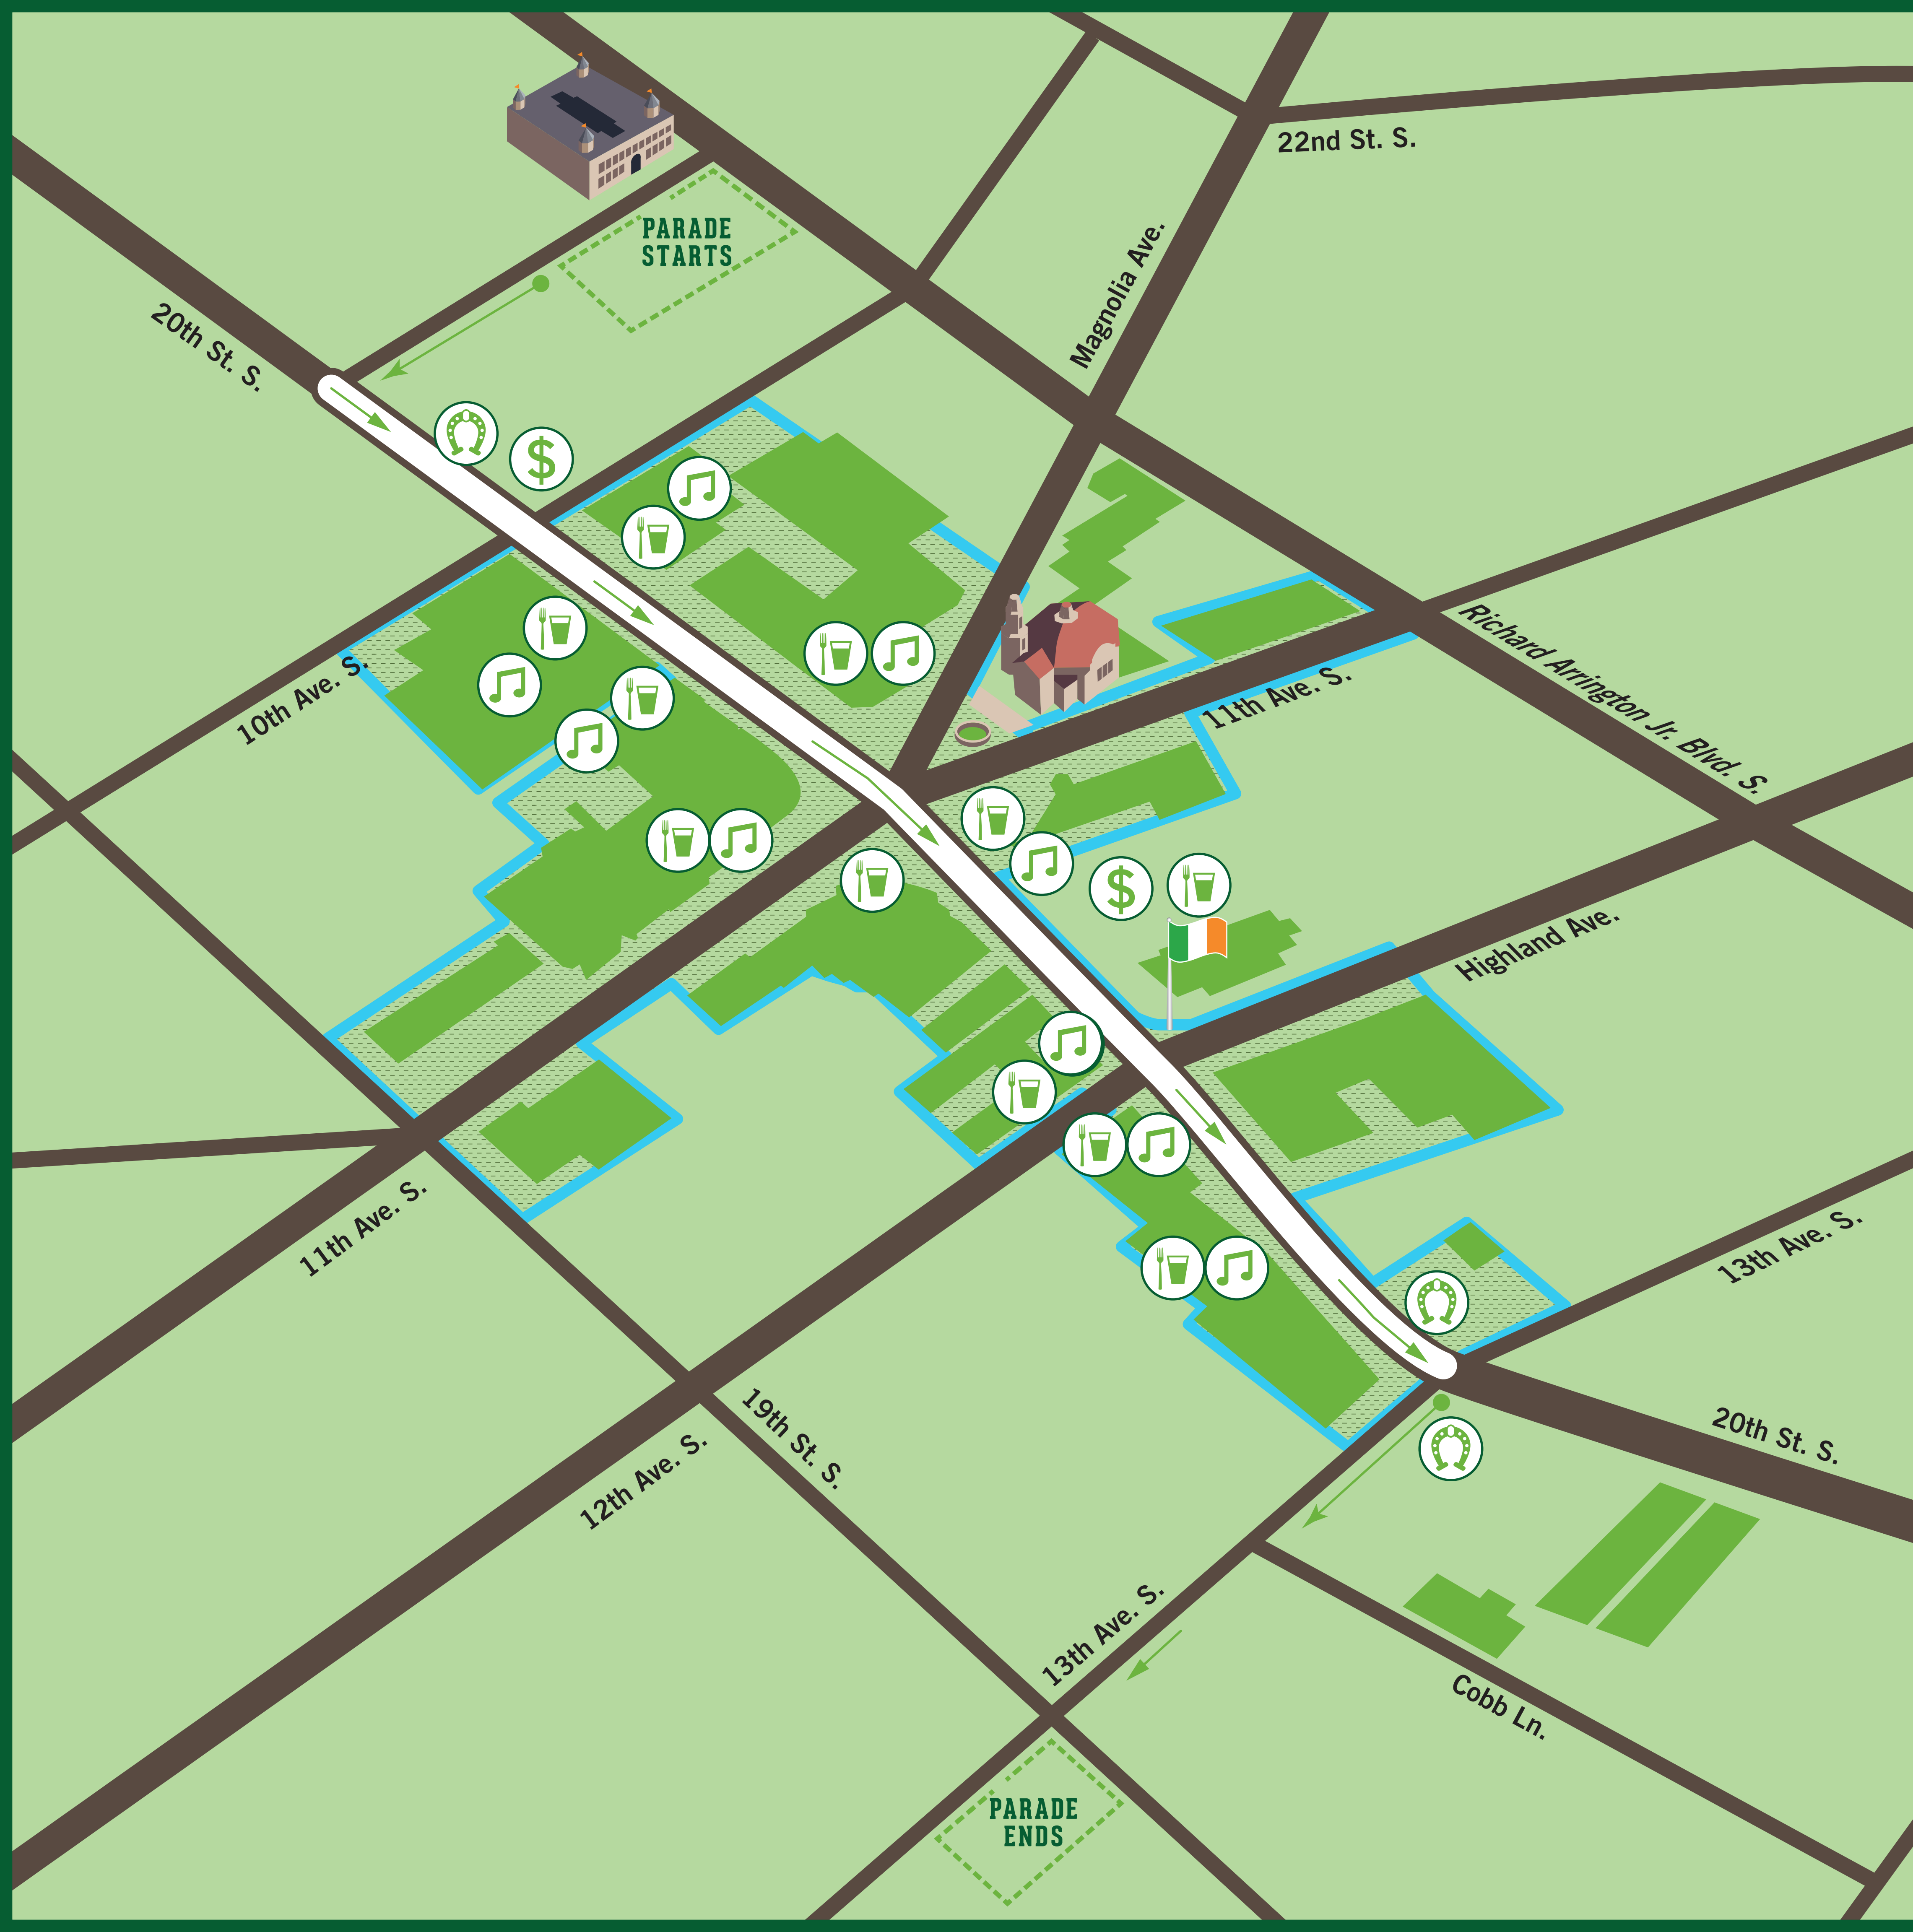 22nd St. S.
PARADE
STARTS
Magnolia Ave.
20th St. S.
Richard Arrington Jr. Blvd. S.
10th Ave. S.
11th Ave. S.
$
$
Highland Ave.
11th Ave. S.
13th Ave. S.
19th St. S.
20th St. S.
12th Ave. S.
13th Ave. S.
Cobb Ln.
PARADE
ENDS